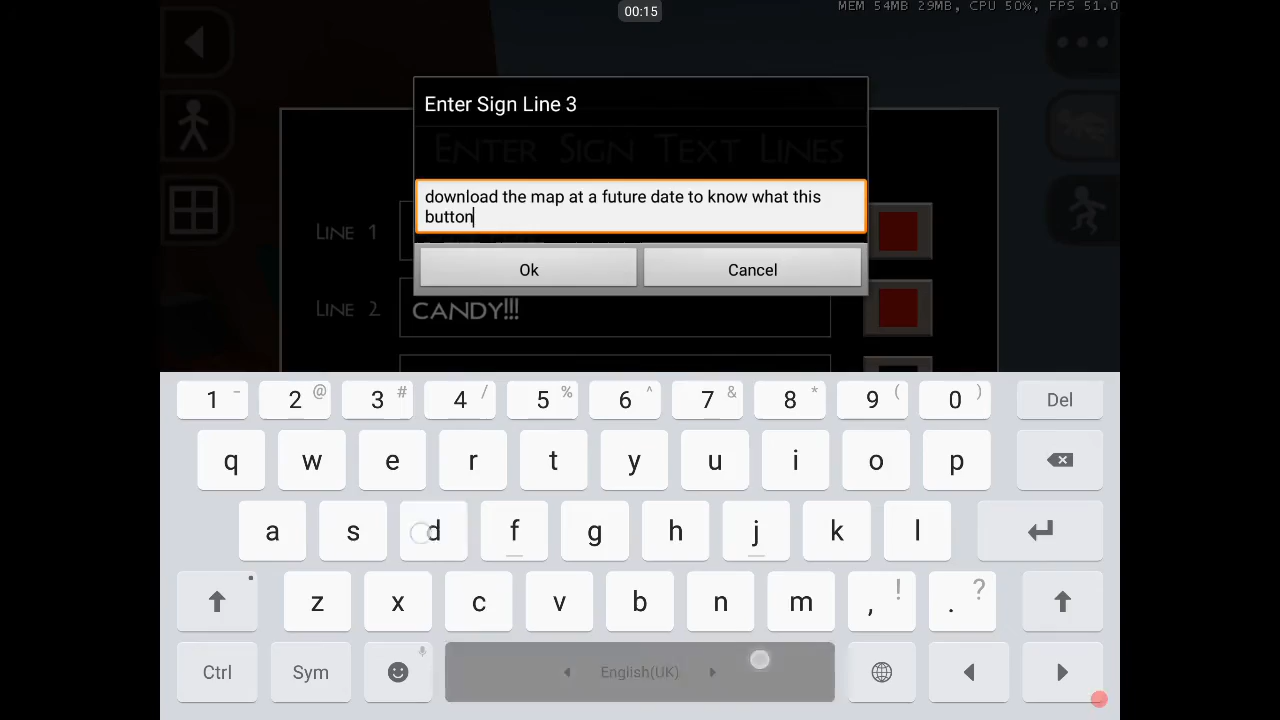 00:15
MEM 54MB 29MB, CPU 50%, FPS 51.0
Enter Sign Line 3
ENTER SIGN TEXT LINES
download the map at a future date to know what this
button
LINE 1
Ok
Cancel
LINE 2
CANDY!!!
1 - 2 @ 3 # 4 / 5 % 6 ^ 7 & 8 * 9 ( 0 ) Del
q w e r t y u i o p
a s d f g h j k l
z x c v b n m , ! . ?
Ctrl Sym English(UK)